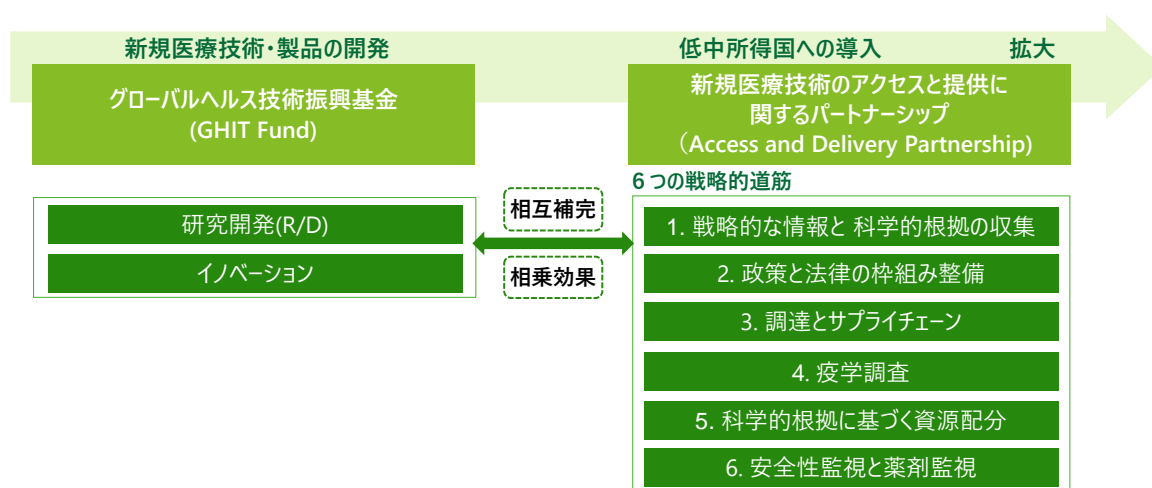 新規医療技術・製品の開発
低中所得国への導入
拡大
グローバルヘルス技術振興基金
(GHIT Fund)
新規医療技術のアクセスと提供に
関するパートナーシップ
（Access and Delivery Partnership)
研究開発(R/D)
イノベーション
相互補完
相乗効果
6つの戦略的道筋
1. 戦略的な情報と 科学的根拠の収集
2. 政策と法律の枠組み整備
3. 調達とサプライチェーン
4. 疫学調査
5. 科学的根拠に基づく資源配分
6. 安全性監視と薬剤監視